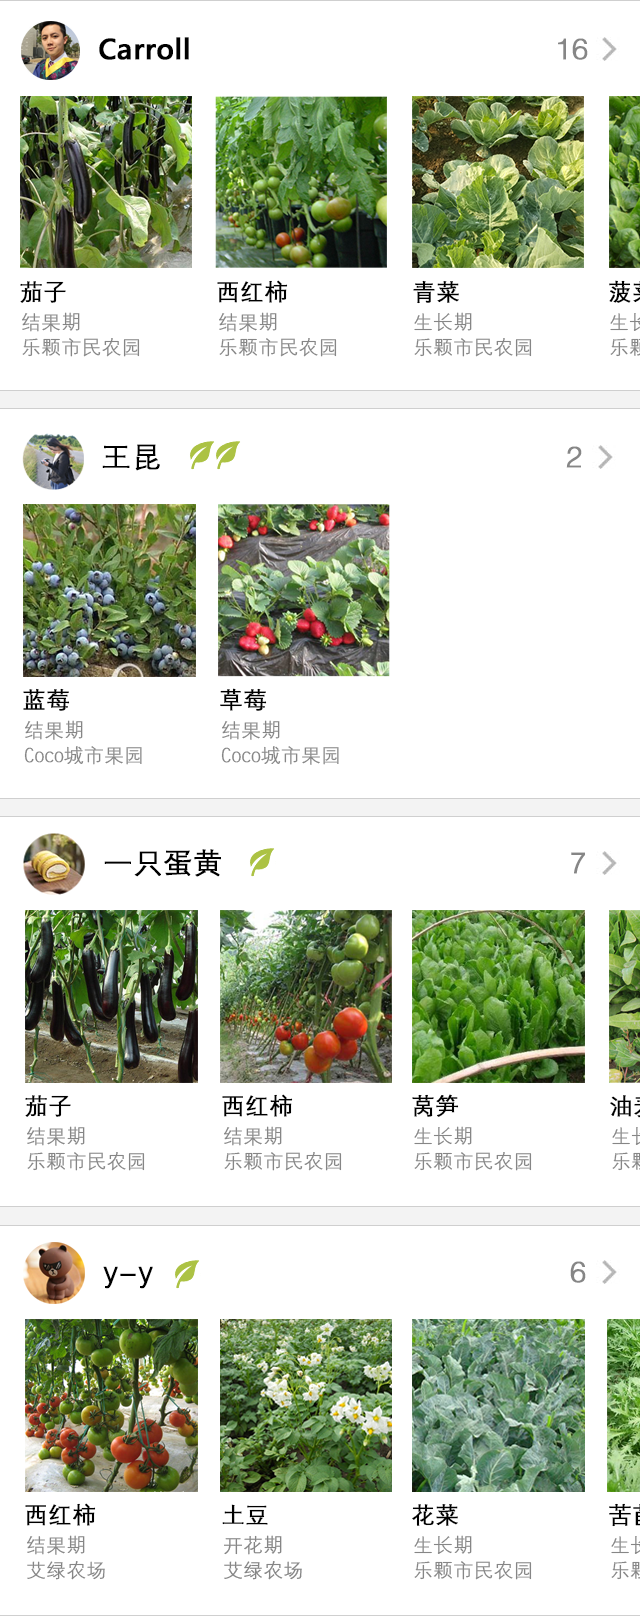 Carroll
16
茄子
西红柿
青菜
结果期
结果期
生长期
乐颗市民农园
乐颗市民农园
乐颗市民农园
王昆
2
蓝莓
草莓
结果期
结果期
Coco城市果园
Coco城市果园
一只蛋黄
7
茄子
西红柿
莴笋
油
结果期
结果期
生长期
生
乐颗市民农园
乐颗市民农园
乐颗市民农园
乐
y-y
6
西红柿
土豆
花菜
苦
结果期
开花期
生长期
生
艾绿农场
艾绿农场
乐颗市民农园
乐